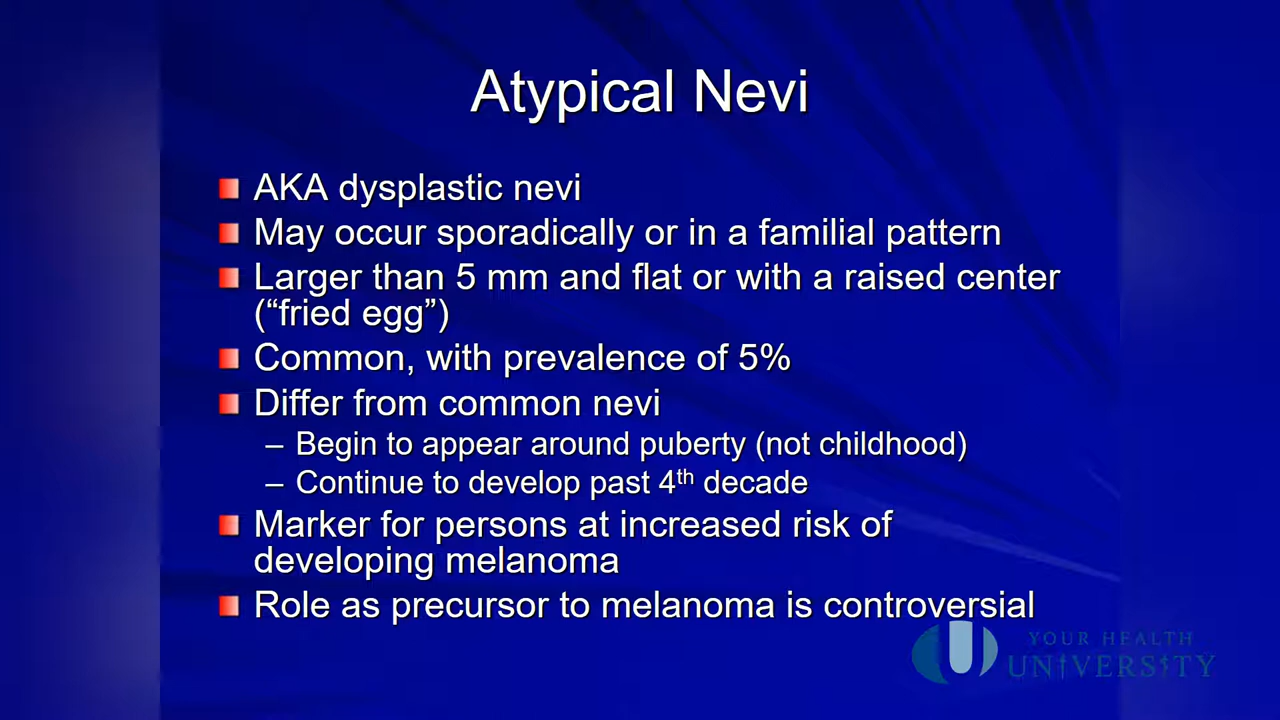 Atypical Nevi
AKA dysplastic nevi
May occur sporadically or in a familial pattern
Larger than 5 mm and flat or with a raised center
(“fried egg”)
Common, with prevalence of 5%
Differ from common nevi
– Begin to appear around puberty (not childhood)
– Continue to develop past 4th decade
Marker for persons at increased risk of
developing melanoma
Role as precursor to melanoma is controversial
U YOUR HEALTH
UNIVERSITY